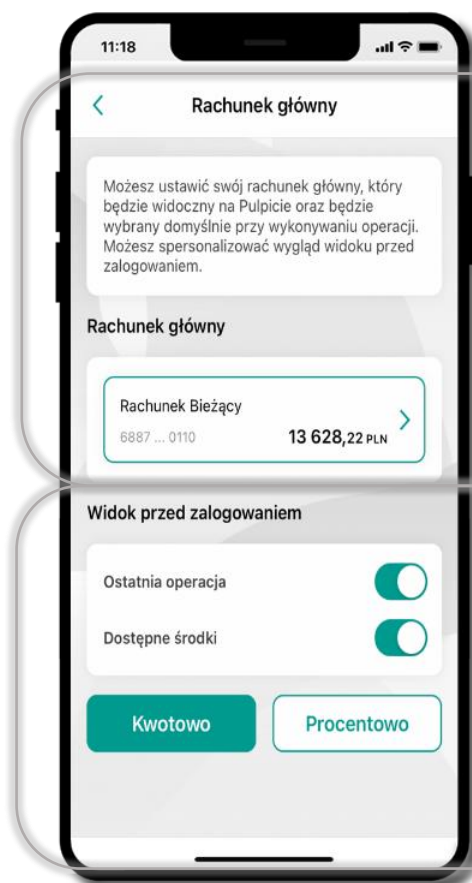 11:18
Rachunek główny
Możesz ustawić swój rachunek główny, który
będzie widoczny na Pulpicie oraz będzie
wybrany domyślnie przy wykonywaniu operacji.
Możesz spersonalizować wygląd widoku przed
zalogowaniem.
Rachunek główny
Rachunek Bieżący
6887 ... 0110 13 628,22 PLN
Widok przed zalogowaniem
Ostatnia operacja
Dostępne środki
Kwotowo Procentowo